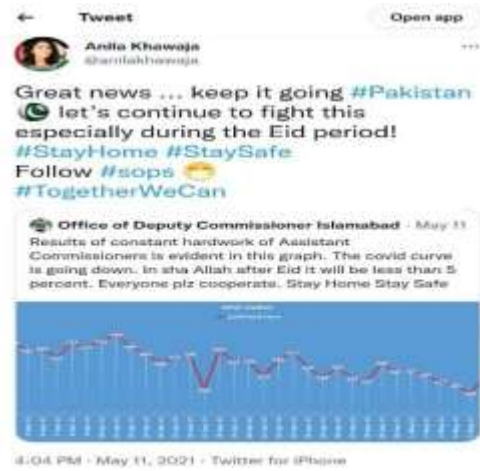 Tweet
Open app
Anila Khawaja
@anilakhawaja
Great news ... keep it going #Pakistan
let's continue to fight this
especially during the Eid period!
#StayHome #StaySafe
Follow #sops
#TogetherWeCan
Office of Deputy Commissioner Islamabad · May 11
Results of constant hardwork of Assistant
Commissioners is evident in this graph. The covid curve
is going down. In sha Allah after Eid it will be less than 5
percent. Everyone plz cooperate. Stay Home Stay Safe
4:04 PM · May 11, 2021 · Twitter for iPhone